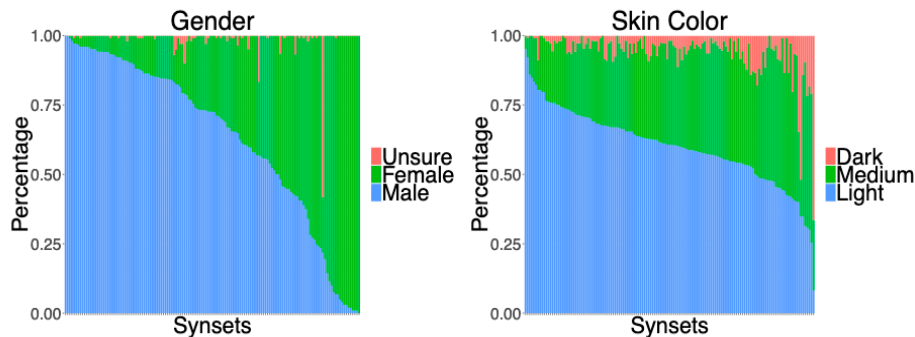 Gender
Percentage
1.00
0.75
0.50
0.25
0.00
Synsets
Unsure
Female
Male
Skin Color
Percentage
1.00
0.75
0.50
0.25
0.00
Synsets
Dark
Medium
Light